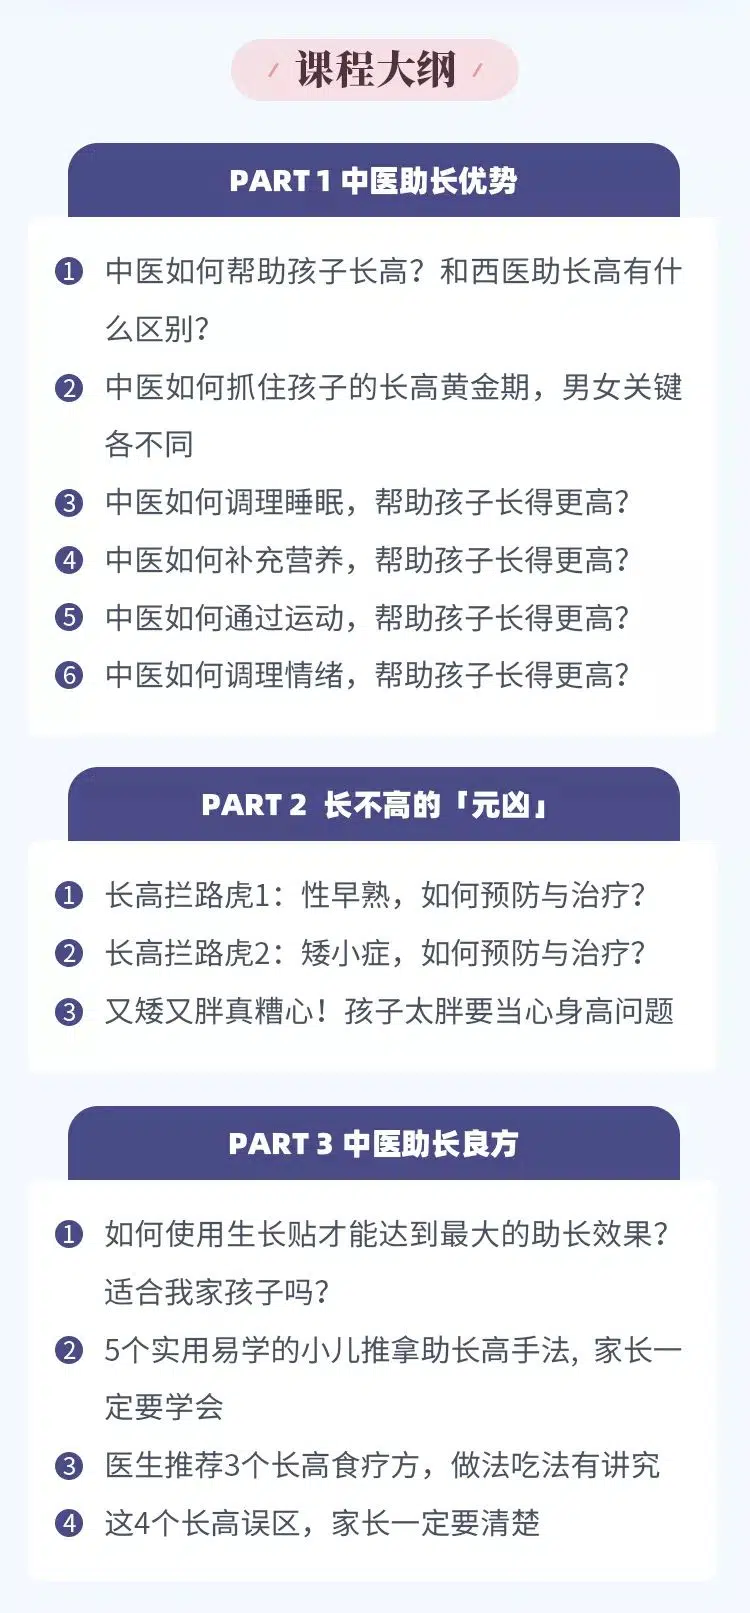 课程大纲
PART 1 中医助长优势
1 中医如何帮助孩子长高？和西医助长高有什
么区别？
2 中医如何抓住孩子的长高黄金期，男女关键
各不同
3 中医如何调理睡眠，帮助孩子长得更高？
4 中医如何补充营养，帮助孩子长得更高？
5 中医如何通过运动，帮助孩子长得更高？
6 中医如何调理情绪，帮助孩子长得更高？
PART 2 长不高的「元凶」
1 长高拦路虎1：性早熟，如何预防与治疗？
2 长高拦路虎2：矮小症，如何预防与治疗？
3 又矮又胖真糟心！孩子太胖要当心身高问题
PART 3 中医助长良方
1 如何使用生长贴才能达到最大的助长效果？
适合我家孩子吗？
2 5个实用易学的小儿推拿助长高手法, 家长一
定要学会
3 医生推荐3个长高食疗方，做法吃法有讲究
4 这4个长高误区，家长一定要清楚